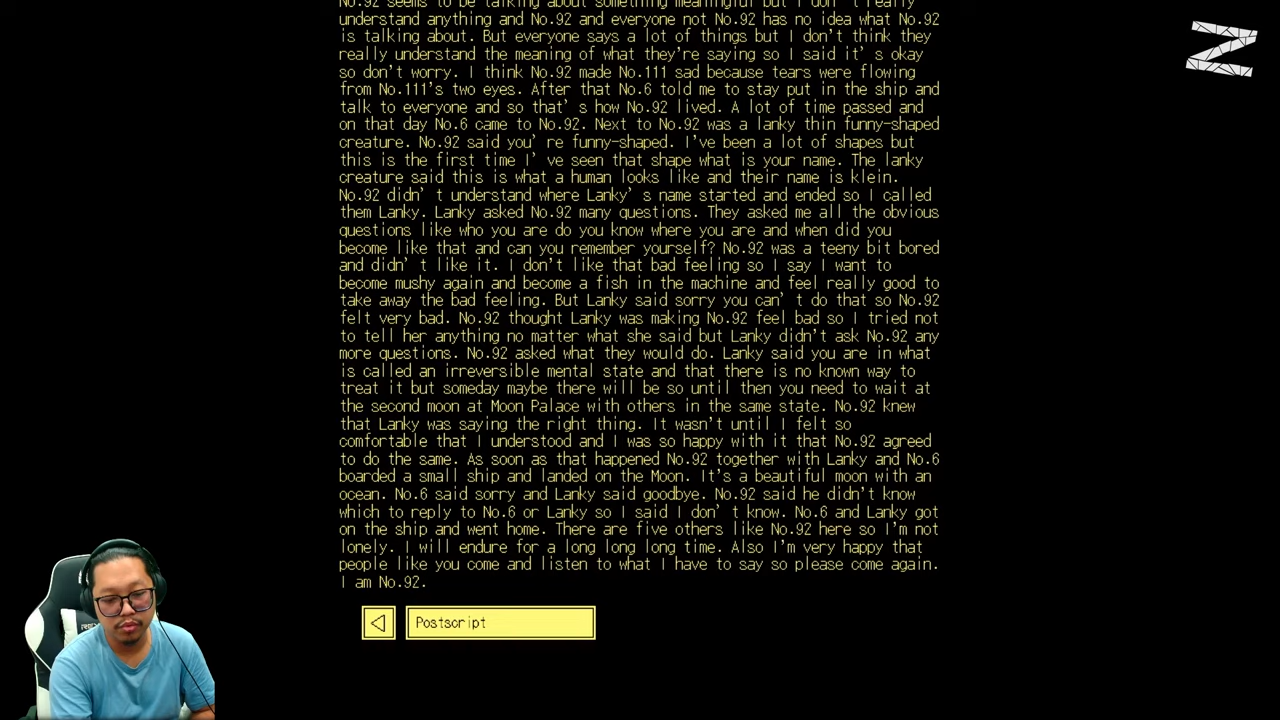 No.92 seems to be talking about something meaningful but I don't really
understand anything and No.92 and everyone not No.92 has no idea what No.92
is talking about. But everyone says a lot of things but I don't think they
really understand the meaning of what they're saying so I said it's okay
so don't worry. I think No.92 made No.111 sad because tears were flowing
from No.111's two eyes. After that No.6 told me to stay put in the ship and
talk to everyone and so that's how No.92 lived. A lot of time passed and
on that day No.6 came to No.92. Next to No.92 was a lanky thin funny-shaped
creature. No.92 said you're funny-shaped. I've been a lot of shapes but
this is the first time I've seen that shape what is your name. The lanky
creature said this is what a human looks like and their name is klein.
No.92 didn't understand where Lanky's name started and ended so I called
them Lanky. Lanky asked No.92 many questions. They asked me all the obvious
questions like who you are do you know where you are and when did you
become like that and can you remember yourself? No.92 was a teeny bit bored
and didn't like it. I don't like that bad feeling so I say I want to
become mushy again and become a fish in the machine and feel really good to
take away the bad feeling. But Lanky said sorry you can't do that so No.92
felt very bad. No.92 thought Lanky was making No.92 feel bad so I tried not
to tell her anything no matter what she said but Lanky didn't ask No.92 any
more questions. No.92 asked what they would do. Lanky said you are in what
is called an irreversible mental state and that there is no known way to
treat it but someday maybe there will be so until then you need to wait at
the second moon at Moon Palace with others in the same state. No.92 knew
that Lanky was saying the right thing. It wasn't until I felt so
comfortable that I understood and I was so happy with it that No.92 agreed
to do the same. As soon as that happened No.92 together with Lanky and No.6
boarded a small ship and landed on the Moon. It's a beautiful moon with an
ocean. No.6 said sorry and Lanky said goodbye. No.92 said he didn't know
which to reply to No.6 or Lanky so I said I don't know. No.6 and Lanky got
on the ship and went home. There are five others like No.92 here so I'm not
lonely. I will endure for a long long long time. Also I'm very happy that
people like you come and listen to what I have to say so please come again.
I am No.92.
Postscript
Z